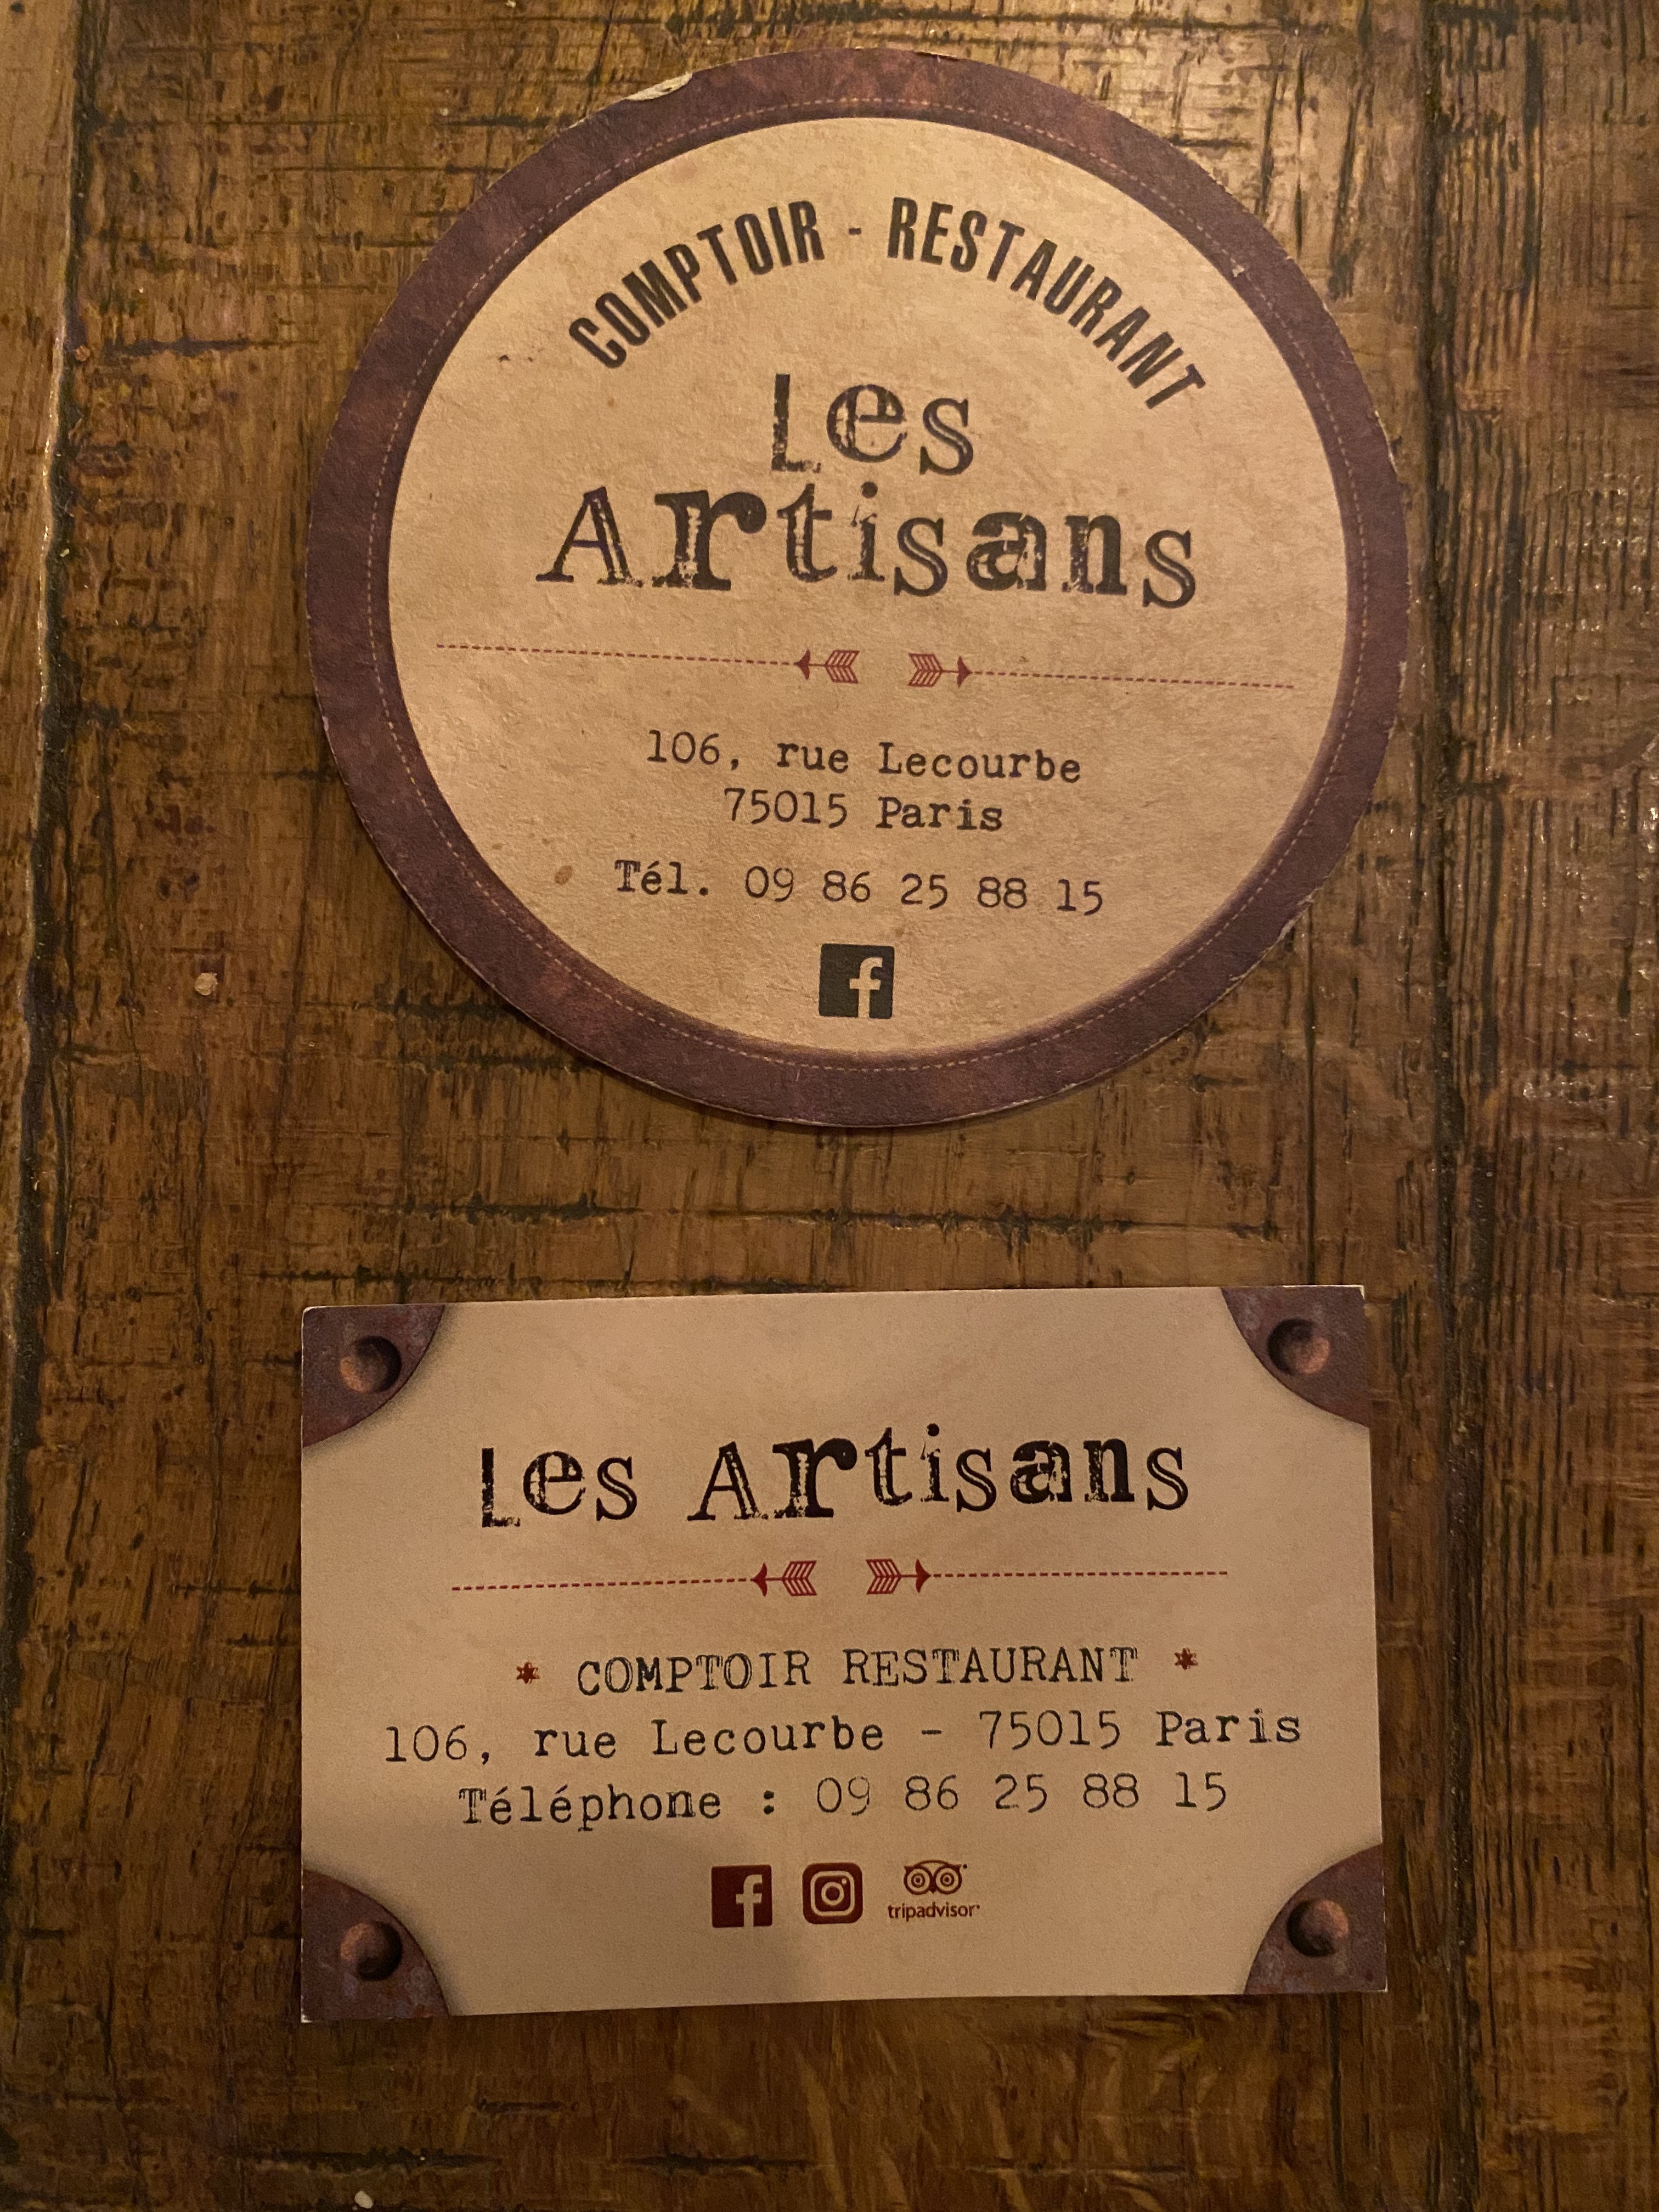 COMPTOIR - RESTAURANT
Les
Artisans
106, rue Lecourbe
75015 Paris
Tél. 09 86 25 88 15
f
Les Artisans
* COMPTOIR RESTAURANT *
106, rue Lecourbe - 75015 Paris
Téléphone : 09 86 25 88 15
f
tripadvisor